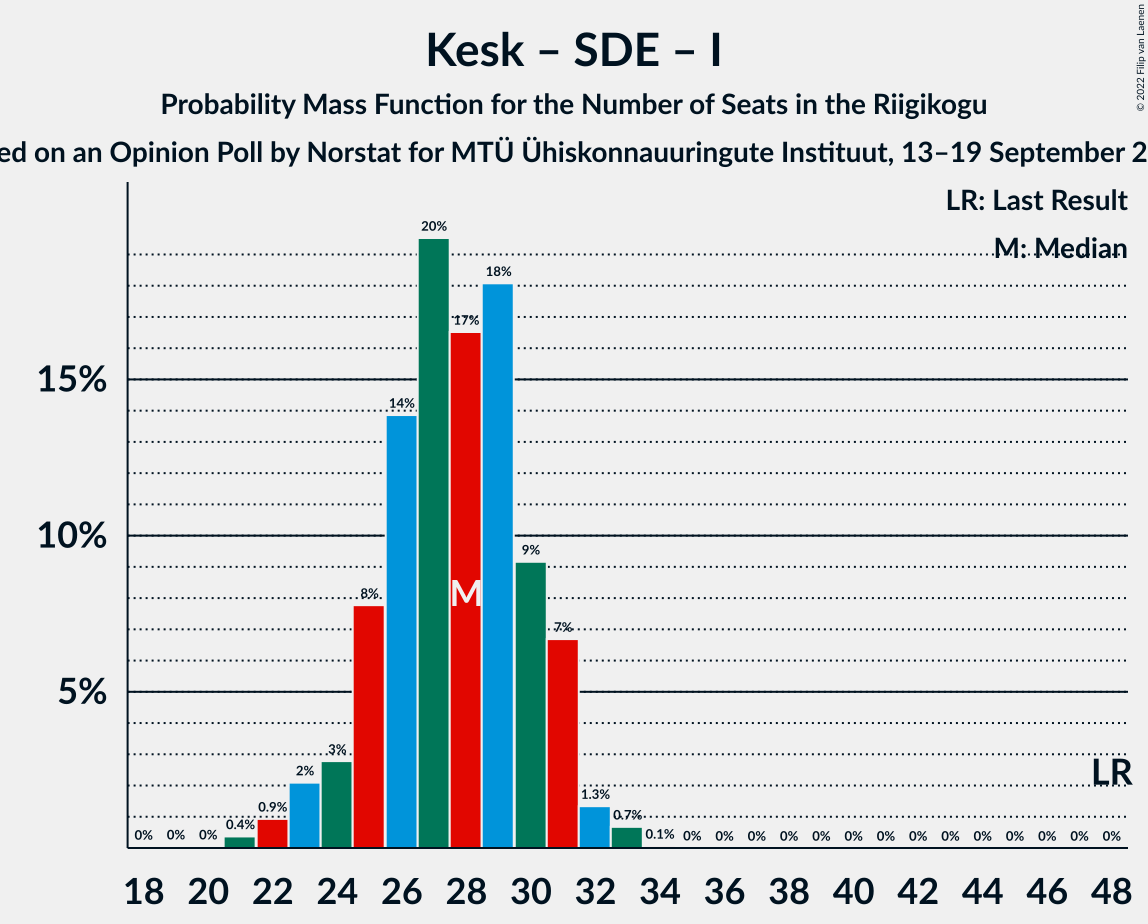 Kesk – SDE – I
Probability Mass Function for the Number of Seats in the Riigikogu
ed on an Opinion Poll by Norstat for MTÜ Ühiskonnauuringute Instituut, 13–19 September 2
© 2022 Filip van Laenen
LR: Last Result
M: Median
15%
10%
5%
0% 0% 0% 0.4% 0.9% 2% 3% 8% 14% 20% 17% 18% 9% 7% 1.3% 0.7% 0.1% 0% 0% 0% 0% 0% 0% 0% 0% 0% 0% 0% 0% 0% 0%
M
LR
18 20 22 24 26 28 30 32 34 36 38 40 42 44 46 48